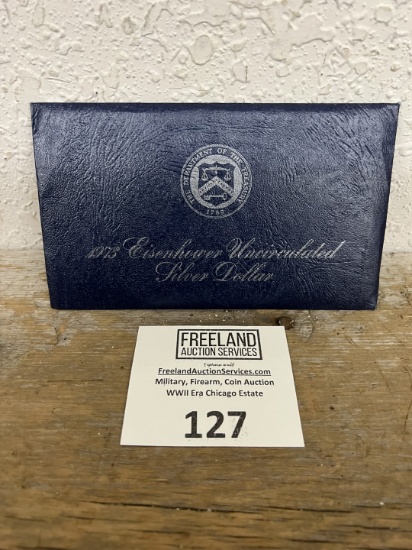 THE DEPARTMENT OF THE TREASURY
1789
1973 Eisenhower Uncirculated
Silver Dollar
FREELAND
AUCTION SERVICES
FreelandAuctionServices.com
Military, Firearm, Coin Auction
WWII Era Chicago Estate
127